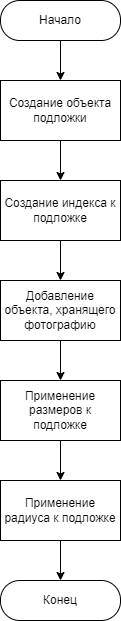 Начало
Создание объекта
подложки
Создание индекса к
подложке
Добавление
объекта, хранящего
фотографию
Применение
размеров к
подложке
Применение
радиуса к подложке
Конец